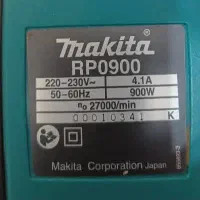 makita
RP0900
220-230V~ 4.1A
50-60Hz 900W
n₀ 27000/min
00010341 K
Makita Corporation Japan